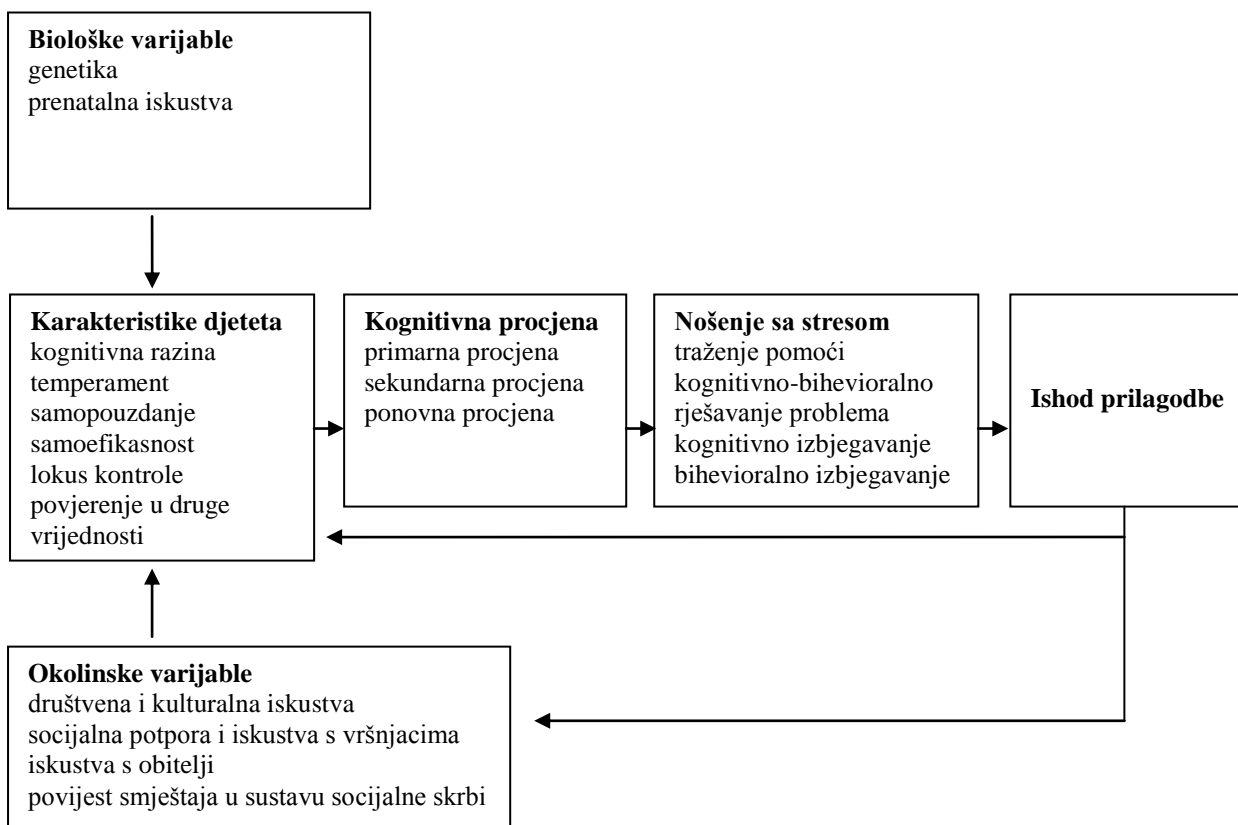 Biološke varijable
genetika
prenatalna iskustva
Karakteristike djeteta
kognitivna razina
temperament
samopouzdanje
samoefikasnost
lokus kontrole
povjerenje u druge
vrijednosti
Kognitivna procjena
primarna procjena
sekundarna procjena
ponovna procjena
Nošenje sa stresom
traženje pomoći
kognitivno-bihevioralno
rješavanje problema
kognitivno izbjegavanje
bihevioralno izbjegavanje
Ishod prilagodbe
Okolinske varijable
društvena i kulturalna iskustva
socijalna potpora i iskustva s vršnjacima
iskustva s obitelji
povijest smještaja u sustavu socijalne skrbi